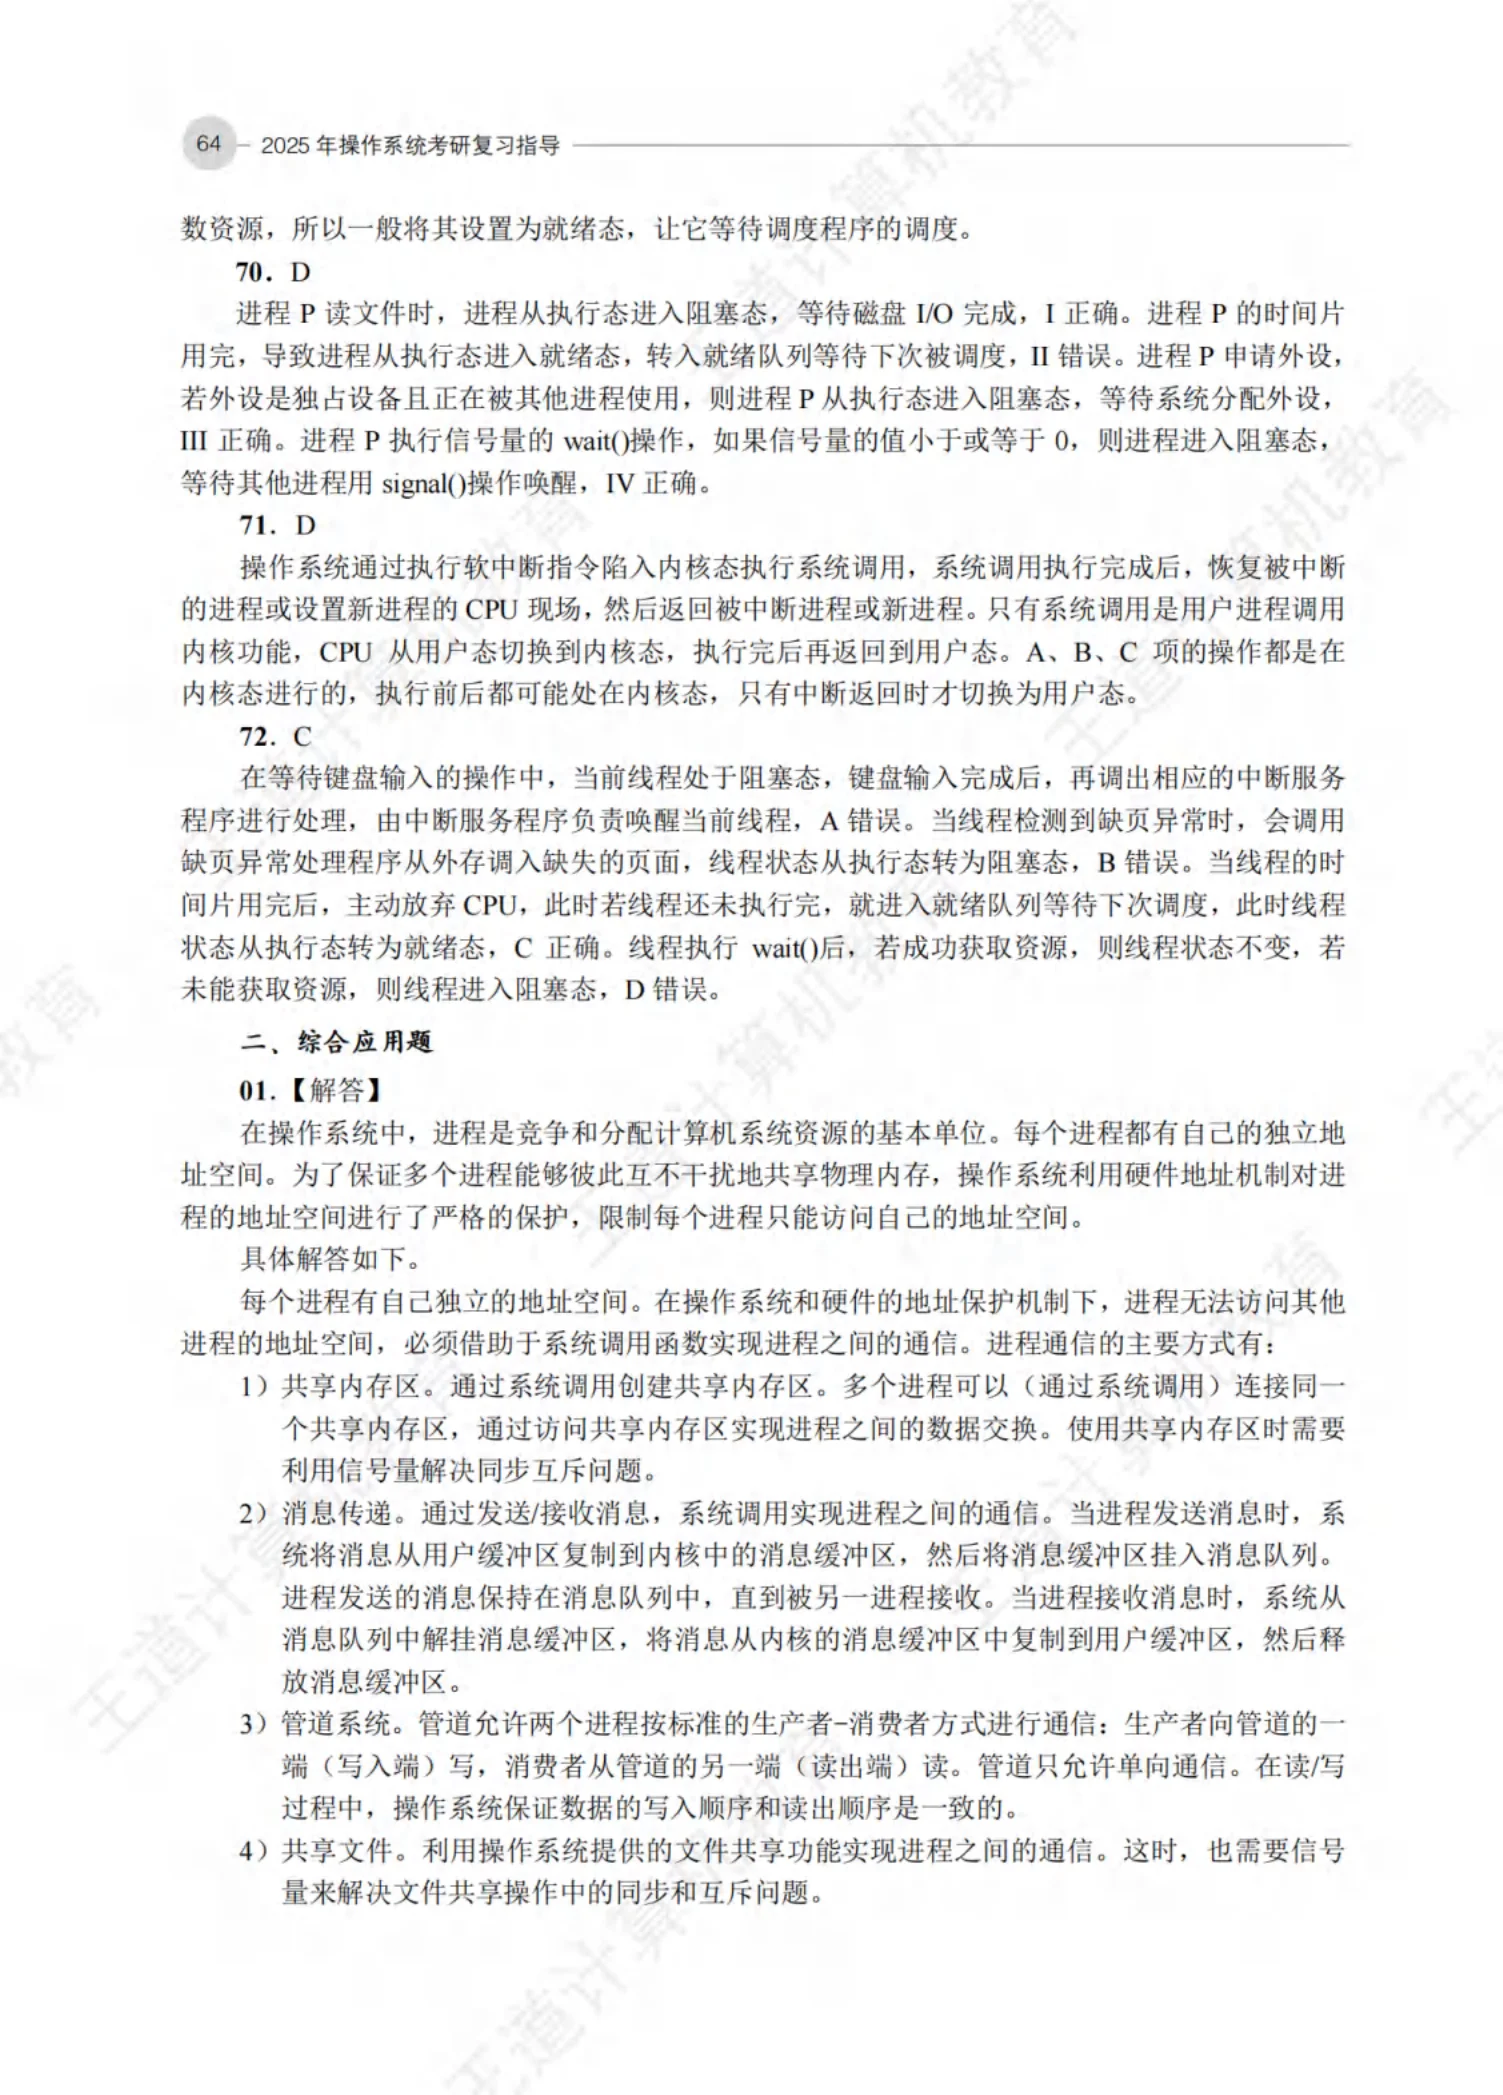 64
2025 年操作系统考研复习指导
数资源，所以一般将其设置为就绪态，让它等待调度程序的调度。
70．D
进程 P 读文件时，进程从执行态进入阻塞态，等待磁盘 I/O 完成，I 正确。进程 P 的时间片
用完，导致进程从执行态进入就绪态，转入就绪队列等待下次被调度，II 错误。进程 P 申请外设，
若外设是独占设备且正在被其他进程使用，则进程 P 从执行态进入阻塞态，等待系统分配外设，
III 正确。进程 P 执行信号量的 wait()操作，如果信号量的值小于或等于 0，则进程进入阻塞态，
等待其他进程用 signal()操作唤醒，IV 正确。
71．D
操作系统通过执行软中断指令陷入内核态执行系统调用，系统调用执行完成后，恢复被中断
的进程或设置新进程的 CPU 现场，然后返回被中断进程或新进程。只有系统调用是用户进程调用
内核功能，CPU 从用户态切换到内核态，执行完后再返回到用户态。A、B、C 项的操作都是在
内核态进行的，执行前后都可能处在内核态，只有中断返回时才切换为用户态。
72．C
在等待键盘输入的操作中，当前线程处于阻塞态，键盘输入完成后，再调出相应的中断服务
程序进行处理，由中断服务程序负责唤醒当前线程，A 错误。当线程检测到缺页异常时，会调用
缺页异常处理程序从外存调入缺失的页面，线程状态从执行态转为阻塞态，B 错误。当线程的时
间片用完后，主动放弃 CPU，此时若线程还未执行完，就进入就绪队列等待下次调度，此时线程
状态从执行态转为就绪态，C 正确。线程执行 wait()后，若成功获取资源，则线程状态不变，若
未能获取资源，则线程进入阻塞态，D 错误。
二、综合应用题
01.【解答】
在操作系统中，进程是竞争和分配计算机系统资源的基本单位。每个进程都有自己的独立地
址空间。为了保证多个进程能够彼此互不干扰地共享物理内存，操作系统利用硬件地址机制对进
程的地址空间进行了严格的保护，限制每个进程只能访问自己的地址空间。
具体解答如下。
每个进程有自己独立的地址空间。在操作系统和硬件的地址保护机制下，进程无法访问其他
进程的地址空间，必须借助于系统调用函数实现进程之间的通信。进程通信的主要方式有：
1）共享内存区。通过系统调用创建共享内存区。多个进程可以（通过系统调用）连接同一
个共享内存区，通过访问共享内存区实现进程之间的数据交换。使用共享内存区时需要
利用信号量解决同步互斥问题。
2）消息传递。通过发送/接收消息，系统调用实现进程之间的通信。当进程发送消息时，系
统将消息从用户缓冲区复制到内核中的消息缓冲区，然后将消息缓冲区挂入消息队列。
进程发送的消息保持在消息队列中，直到被另一进程接收。当进程接收消息时，系统从
消息队列中解挂消息缓冲区，将消息从内核的消息缓冲区中复制到用户缓冲区，然后释
放消息缓冲区。
3）管道系统。管道允许两个进程按标准的生产者–消费者方式进行通信：生产者向管道的一
端（写入端）写，消费者从管道的另一端（读出端）读。管道只允许单向通信。在读/写
过程中，操作系统保证数据的写入顺序和读出顺序是一致的。
4）共享文件。利用操作系统提供的文件共享功能实现进程之间的通信。这时，也需要信号
量来解决文件共享操作中的同步和互斥问题。
王道计算机教育
王道计算机教育
王道计算机教育
王道计算机教育
王道计算机教育
王道计算机教育
王道计算机教育
教育